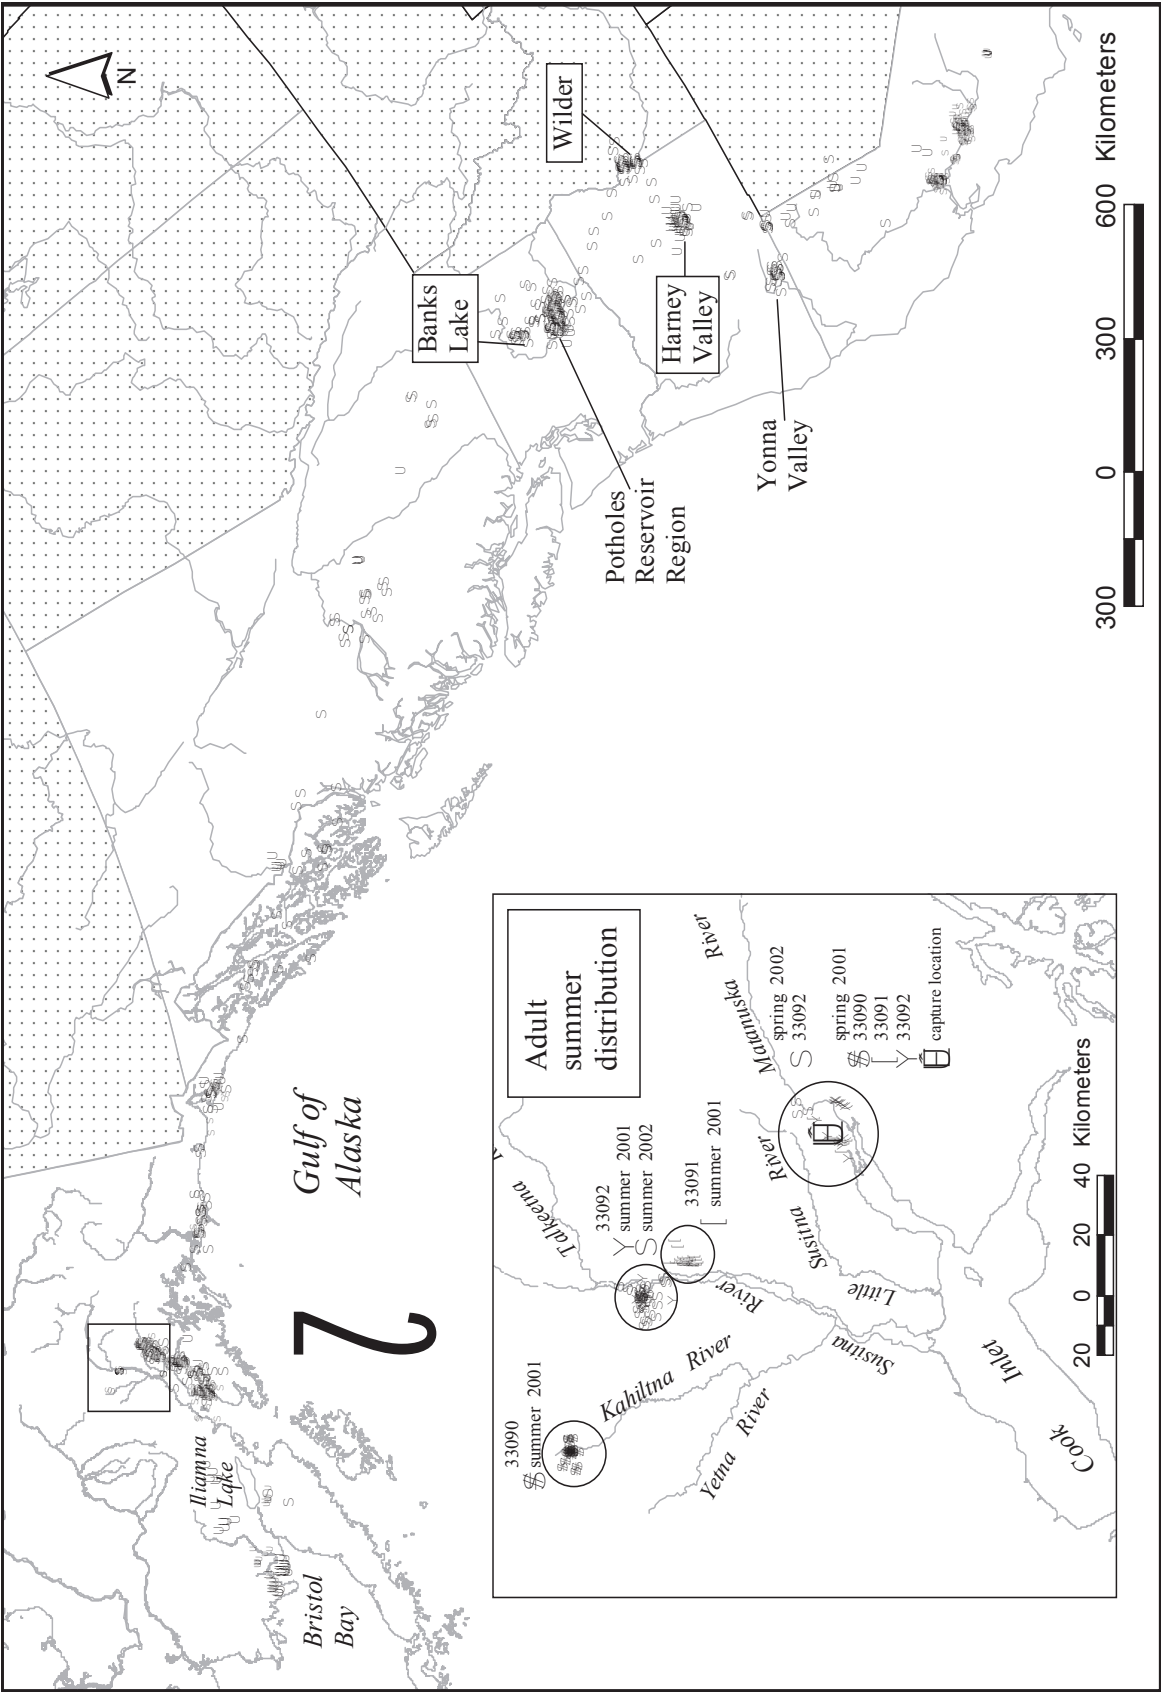 N
Wilder
Banks
Lake
Harney
Valley
Yonna
Valley
Potholes
Reservoir
Region
300 0 300 600 Kilometers
Gulf of
Alaska
2
Iliamna
Lake
Bristol
Bay
Adult
summer
distribution
Matanuska River
spring 2002
S 33092
spring 2001
$ 33090
[ 33091
Y 33092
capture location
Talkeetna
33092
Y summer 2001
S summer 2002
33091
[ summer 2001
33090
$ summer 2001
Kahiltna River
Yetna River
Susitna River
Little Susitna River
Cook Inlet
20 0 20 40 Kilometers